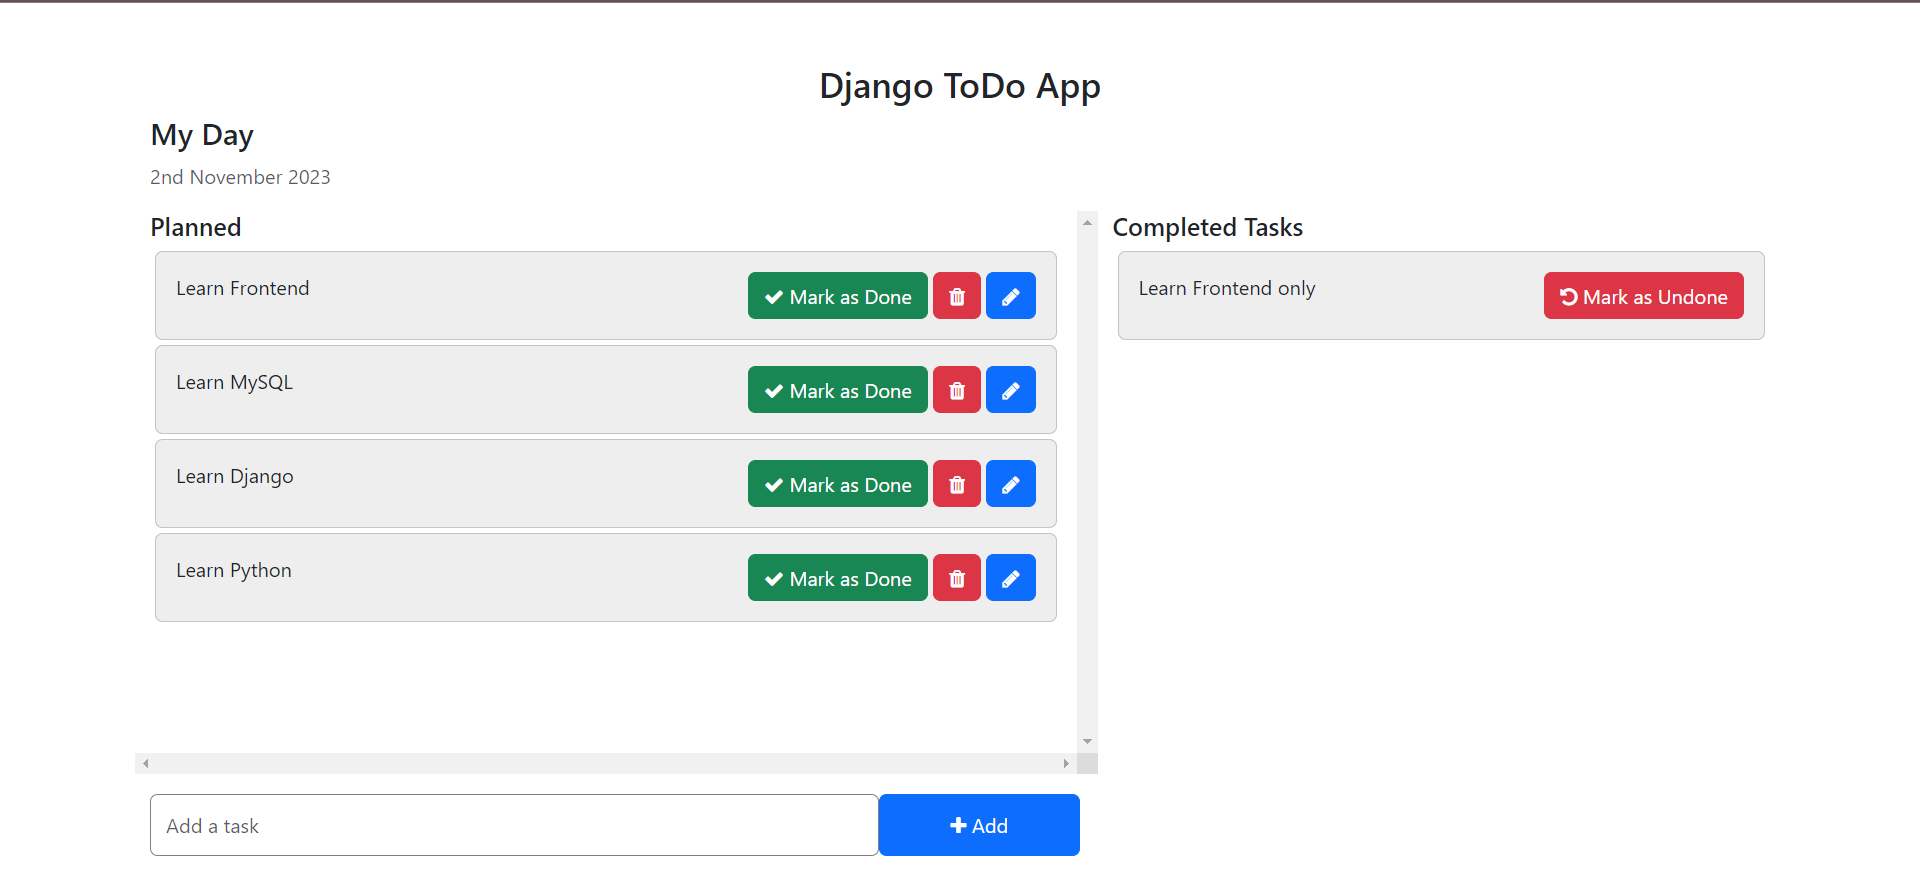 Django ToDo App
My Day
2nd November 2023
Planned
Learn Frontend
Mark as Done
Learn MySQL
Mark as Done
Learn Django
Mark as Done
Learn Python
Mark as Done
Add a task
Add
Completed Tasks
Learn Frontend only
Mark as Undone